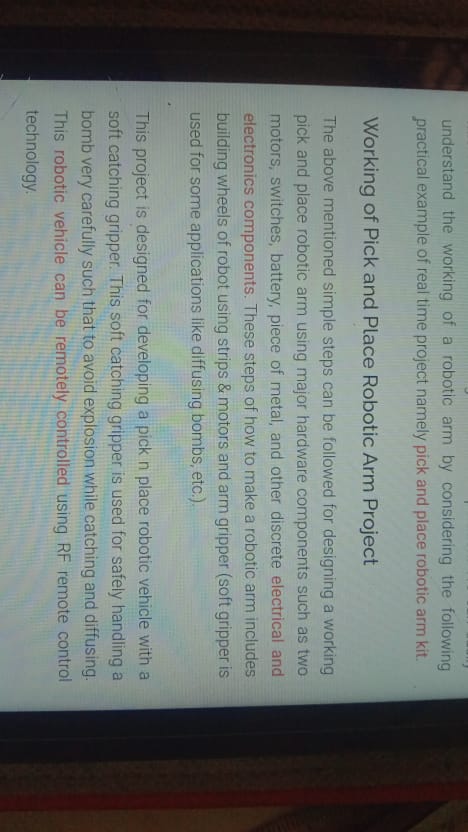 understand the working of a robotic arm by considering the following
practical example of real time project namely pick and place robotic arm kit.
Working of Pick and Place Robotic Arm Project
The above mentioned simple steps can be followed for designing a working
pick and place robotic arm using major hardware components such as two
motors, switches, battery, piece of metal, and other discrete electrical and
electronics components. These steps of how to make a robotic arm includes
building wheels of robot using strips & motors and arm gripper (soft gripper is
used for some applications like diffusing bombs, etc.).
This project is designed for developing a pick n place robotic vehicle with a
soft catching gripper. This soft catching gripper is used for safely handling a
bomb very carefully such that to avoid explosion while catching and diffusing.
This robotic vehicle can be remotely controlled using RF remote control
technology.